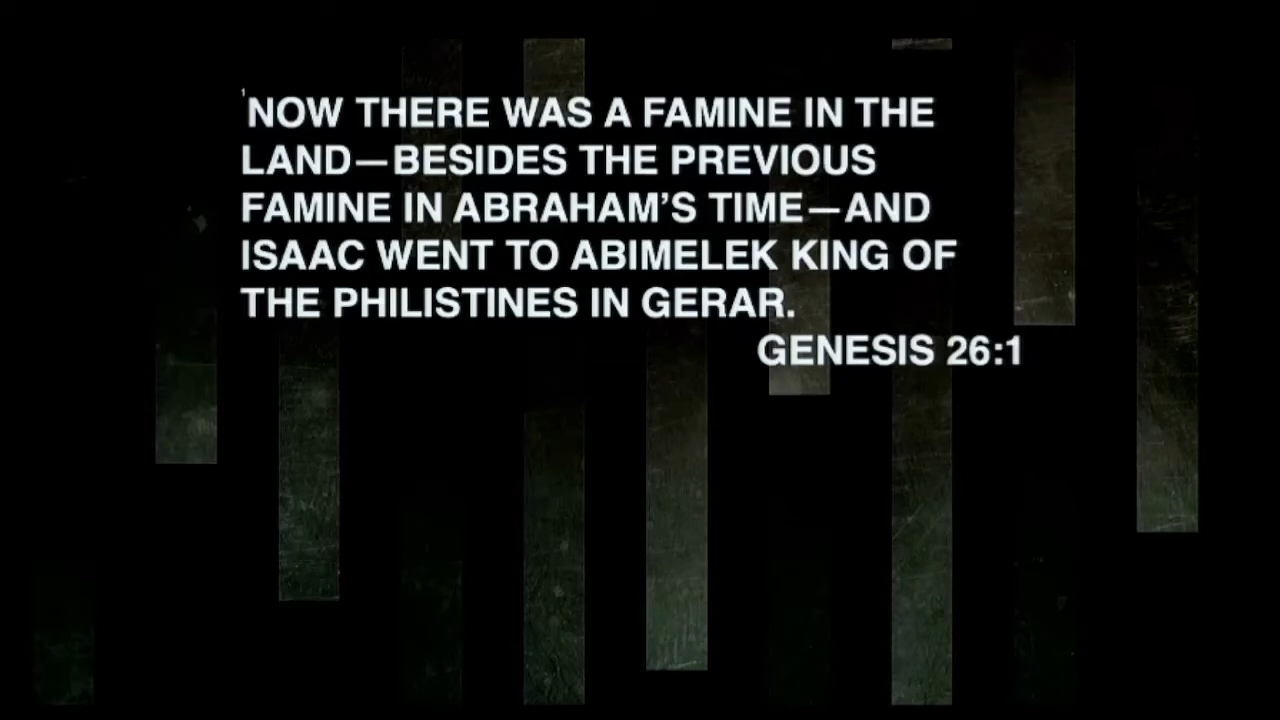 ¹NOW THERE WAS A FAMINE IN THE
LAND—BESIDES THE PREVIOUS
FAMINE IN ABRAHAM’S TIME—AND
ISAAC WENT TO ABIMELEK KING OF
THE PHILISTINES IN GERAR.
GENESIS 26:1